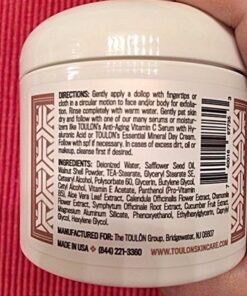 DIRECTIONS: Gently apply a dollop with fingertips or
cloth in a circular motion to face and/or body for exfolia-
tion. Rinse completely with warm water. Gently pat skin
dry and follow with one of our many serums or moistur-
izers like TOULON's Anti-Aging Vitamin C Serum with Hy-
aluronic Acid or TOULON's Essential Mineral Day Cream.
Follow with spf if necessary. In cases of excess dirt, oil or
makeup, cleanse first if desired.
INGREDIENTS: Deionized Water, Safflower Seed Oil,
Walnut Shell Powder, TEA-Stearate, Glyceryl Stearate SE,
Cetearyl Alcohol, Polysorbate 60, Glycerin, Butylene Glycol,
Cetyl Alcohol, Vitamin E Acetate, Panthenol (Pro-Vitamin
B5), Aloe Vera Leaf Extract, Calendula Officinalis Flower Extract, Chamomile
Flower Extract, Symphytum Officinale Root Extract, Cucumber Fruit Extract,
Magnesium Aluminum Silicate, Phenoxyethanol, Ethylhexylglycerin, Caprylyl
Glycol, Hexylene Glycol.
MANUFACTURED FOR: The TOULÓN Group, Bridgewater, NJ 08807
MADE IN USA (844) 221-3360 WWW.TOULONSKINCARE.COM